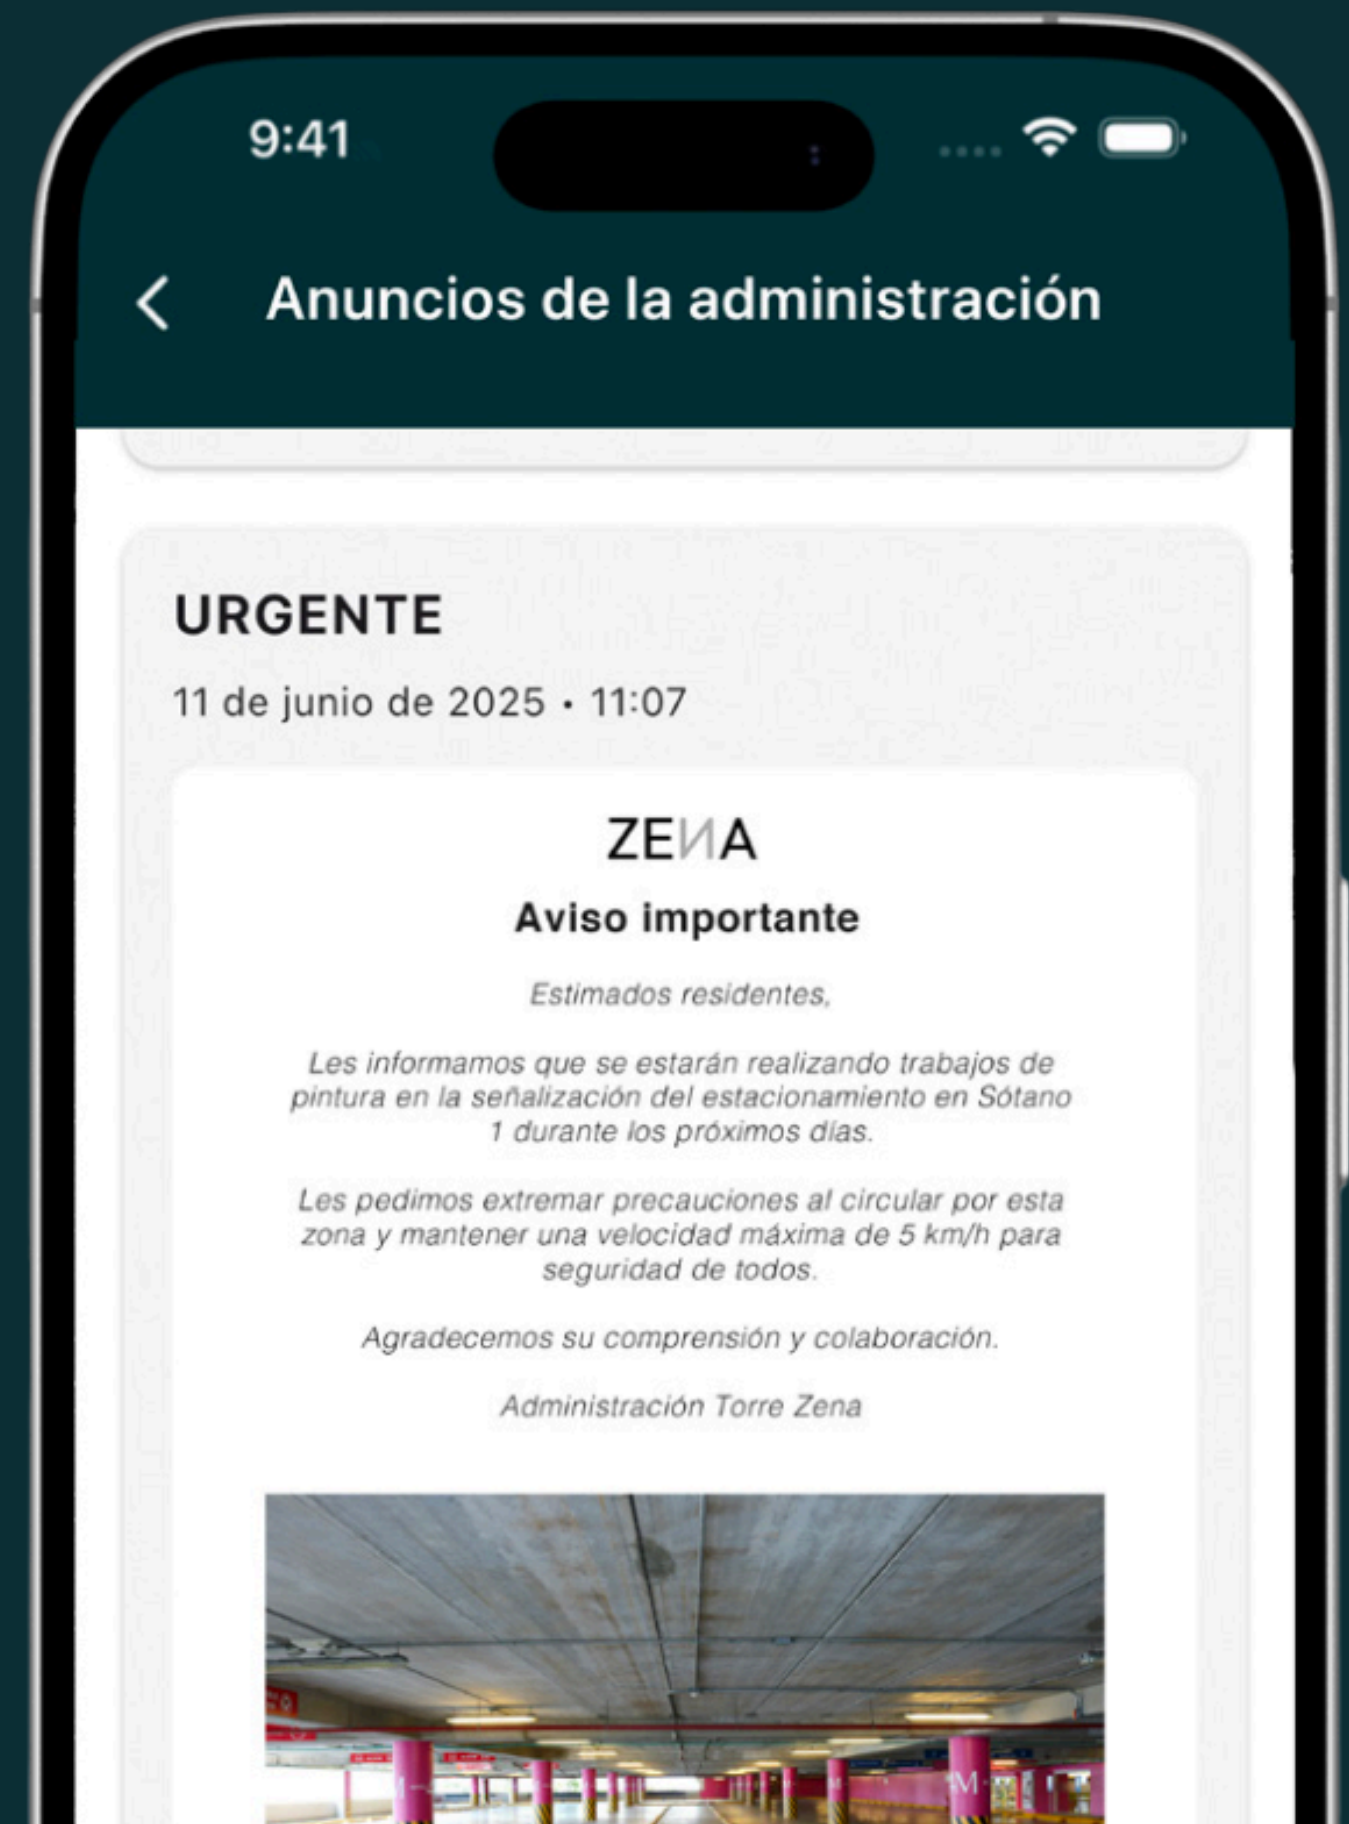 9:41
Anuncios de la administración
URGENTE
11 de junio de 2025 • 11:07
ZENA
Aviso importante
Estimados residentes,
Les informamos que se estarán realizando trabajos de
pintura en la señalización del estacionamiento en Sótano
1 durante los próximos días.
Les pedimos extremar precauciones al circular por esta
zona y mantener una velocidad máxima de 5 km/h para
seguridad de todos.
Agradecemos su comprensión y colaboración.
Administración Torre Zena
M
M